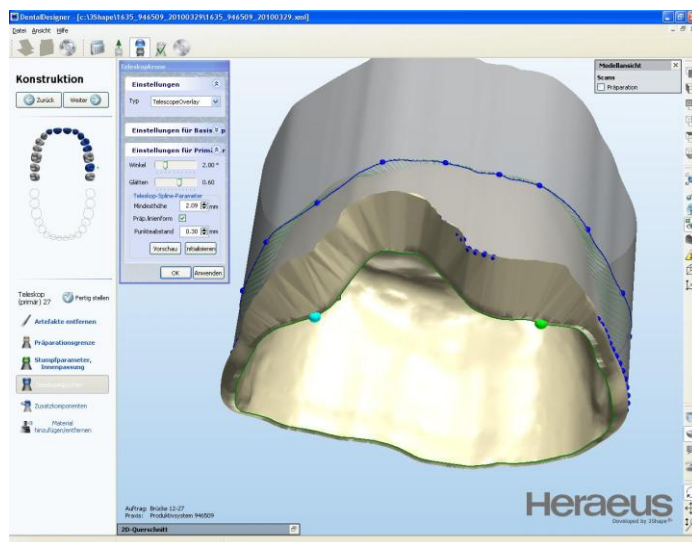 DentalDesigner - [c:\3Shape\1635_946509_20100329\1635_946509_20100329.xml]
Datei Ansicht Hilfe
Konstruktion
Zurück Weiter
Teleskop
(primär) 27 Fertig stellen
Artefakte entfernen
Präparationsgrenze
Stumpfparameter,
Innenpassung
Zusatzkomponenten
Material
hinzufügen/entfernen
Teleskopkrone
Einstellungen
Typ TelescopeOverlay
Einstellungen für Basis
Einstellungen für
Winkel 2.00 °
Glätten 0.60
Teleskop-Spline-Parameter
Mindesthöhe 2.09 mm
Präp.linienform
Punkteabstand 0.30 mm
Vorschau Initialisieren
OK Anwenden
Modellansicht
Scans
Präparation
Auftrag: Brücke 12-27
Praxis: Produktivsystem 946509
2D-Querschnitt
Heraeus
Developed by 3Shape